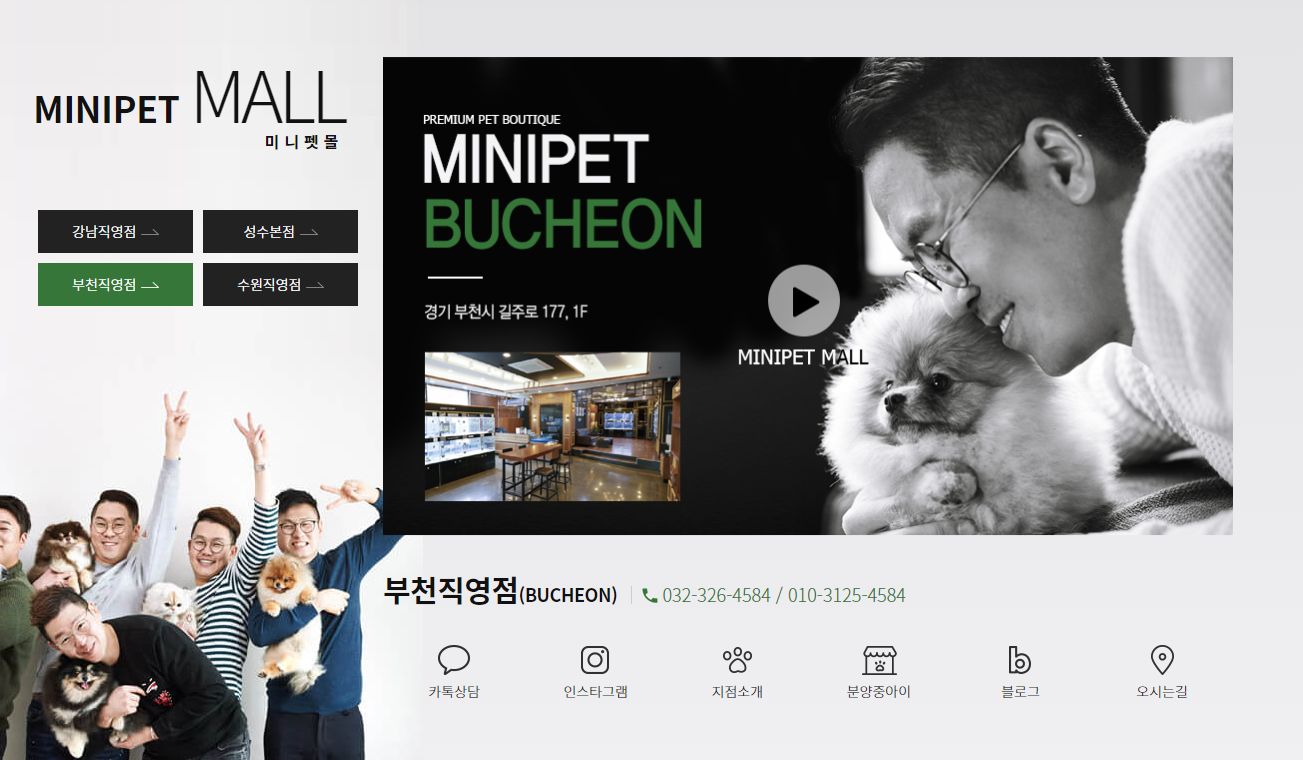 MINIPET MALL
미니펫몰
강남직영점
성수본점
부천직영점
수원직영점
PREMIUM PET BOUTIQUE
MINIPET
BUCHEON
경기 부천시 길주로 177, 1F
MINIPET MALL
부천직영점(BUCHEON)
032-326-4584 / 010-3125-4584
카톡상담
인스타그램
지점소개
분양중아이
블로그
오시는길